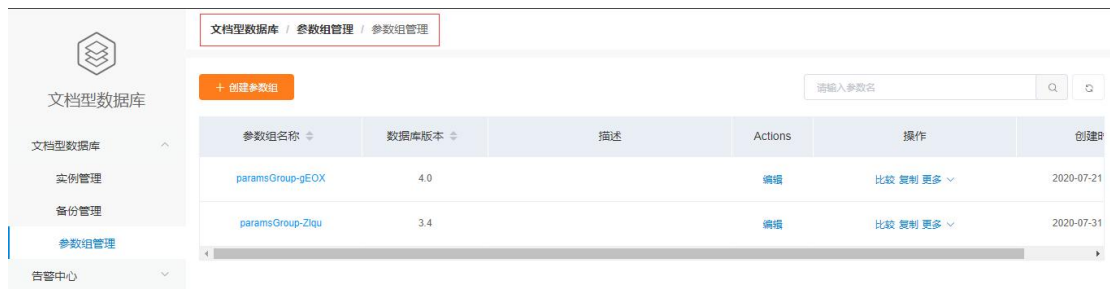 文档型数据库 / 参数组管理 / 参数组管理
文档型数据库
+ 创建参数组
请输入参数名
参数组名称 数据库版本 描述 Actions 操作 创建时
文档型数据库
实例管理
paramsGroup-gEOX 4.0 编辑 比较 复制 更多 2020-07-21
备份管理
paramsGroup-ZIqu 3.4 编辑 比较 复制 更多 2020-07-31
参数组管理
告警中心